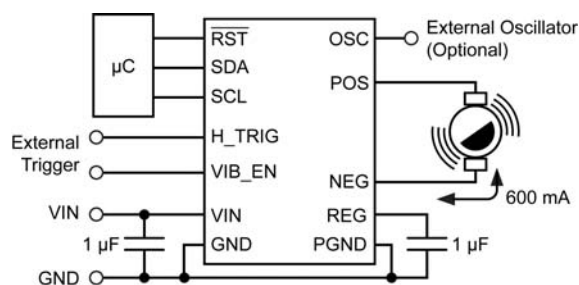 µC
RST
SDA
SCL
H_TRIG
VIB_EN
VIN
GND
OSC
POS
NEG
REG
PGND
External Oscillator
(Optional)
External
Trigger
VIN
1 µF
GND
600 mA
1 µF